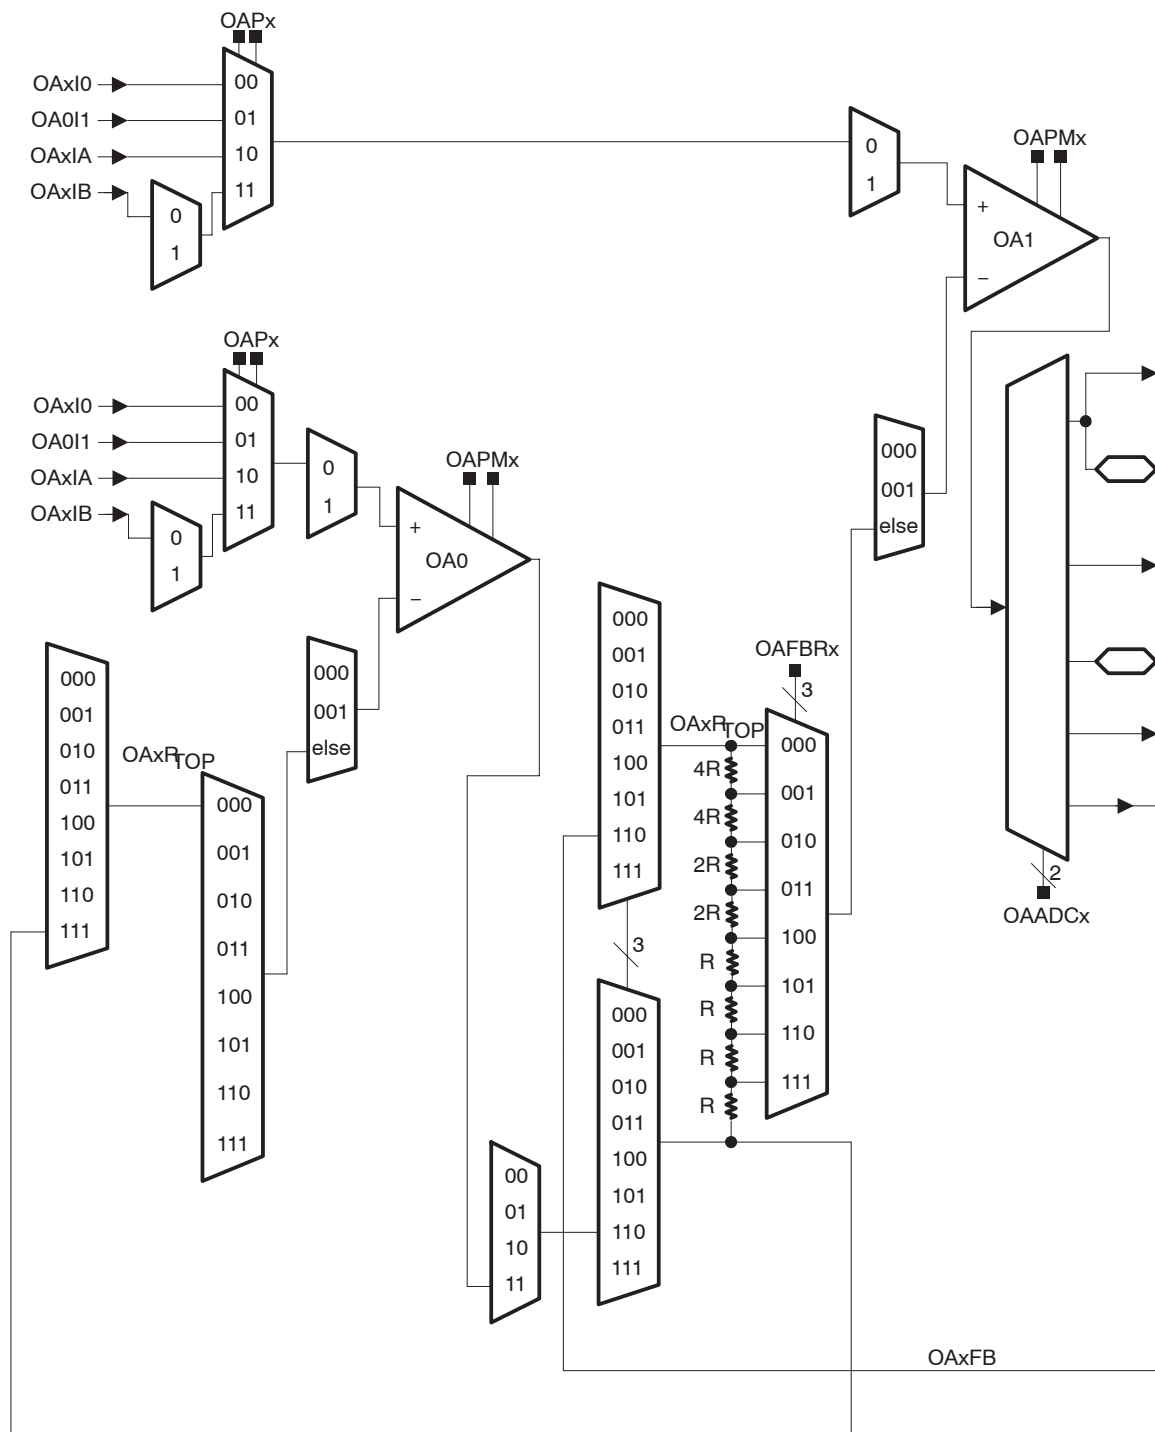 OAPx
OAxI0
OA0I1
OAxIA
OAxIB
00
01
10
11
0
1
0
1
OAPMx
+
OA1
−
OAPx
OAxI0
OA0I1
OAxIA
OAxIB
00
01
10
11
0
1
0
1
OAPMx
+
OA0
−
000
001
else
000
001
else
000
001
010
011
100
101
110
111
OAxRTOP
000
001
010
011
100
101
110
111
000
001
010
011
100
101
110
111
3
OAxRTOP
4R
4R
2R
2R
R
R
R
R
OAFBRx
3
000
001
010
011
100
101
110
111
2
OAADCx
000
001
010
011
100
101
110
111
00
01
10
11
OAxFB